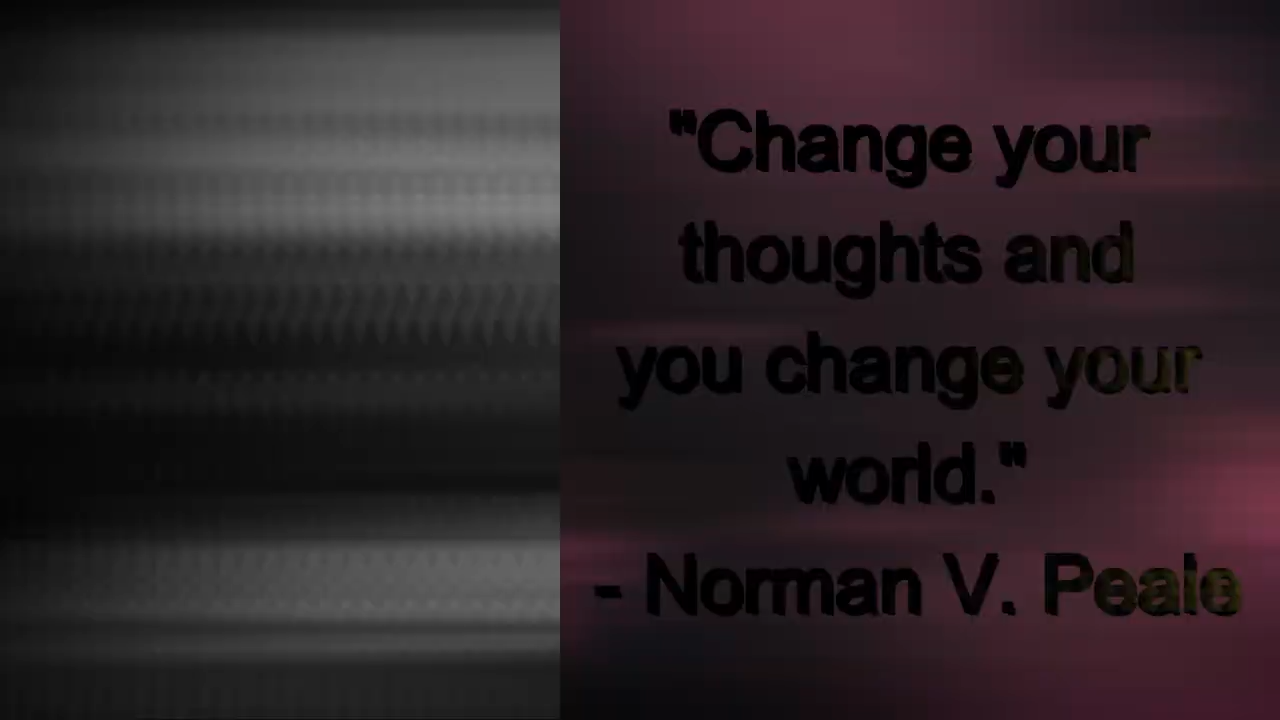 "Change your
thoughts and
you change your
world."
- Norman V. Peale